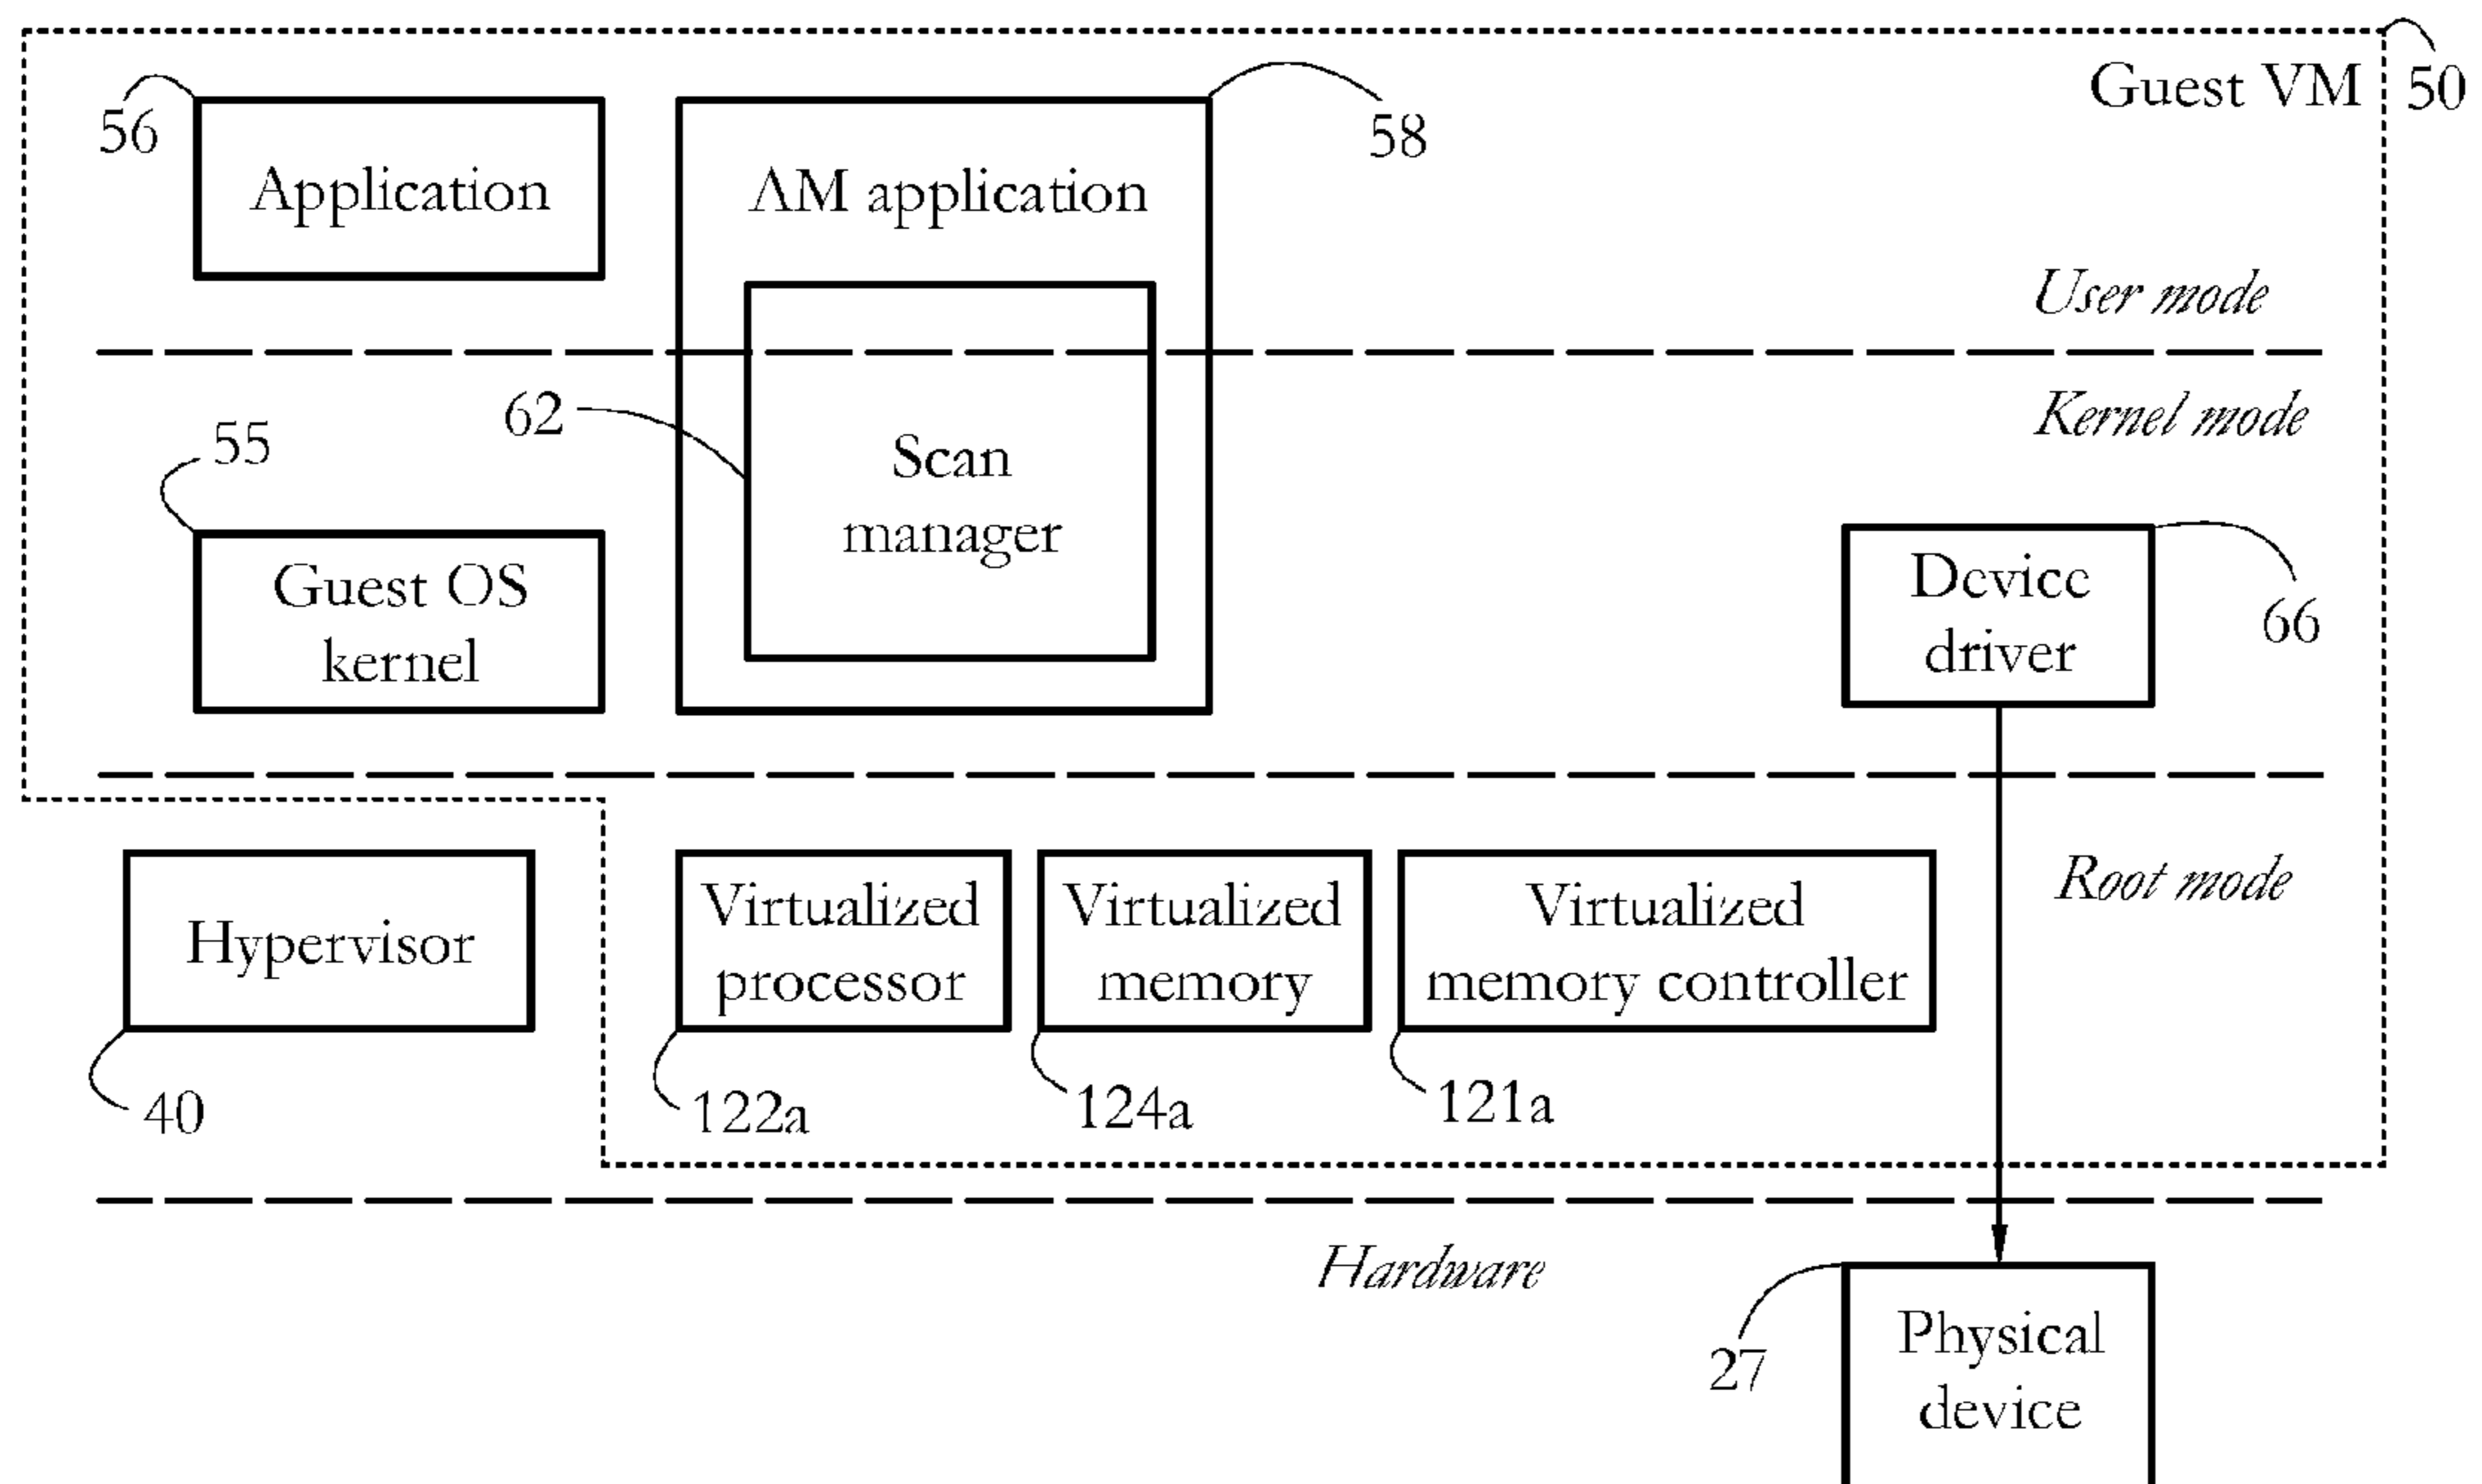 Guest VM
50
56
Application
58
AM application
User mode
Kernel mode
62
55
Scan
manager
Guest OS
kernel
Device
driver
66
Root mode
Hypervisor
Virtualized
processor
Virtualized
memory
Virtualized
memory controller
40
122a
124a
121a
Hardware
27
Physical
device